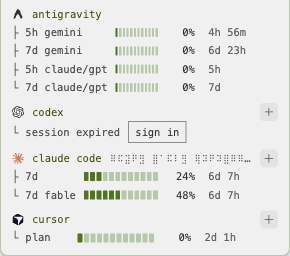 antigravity
5h gemini 0% 4h 56m
7d gemini 0% 6d 23h
5h claude/gpt 0% 5h
7d claude/gpt 0% 7d
codex +
session expired sign in
claude code … +
7d 24% 6d 7h
7d fable 48% 6d 7h
cursor +
plan 0% 2d 1h